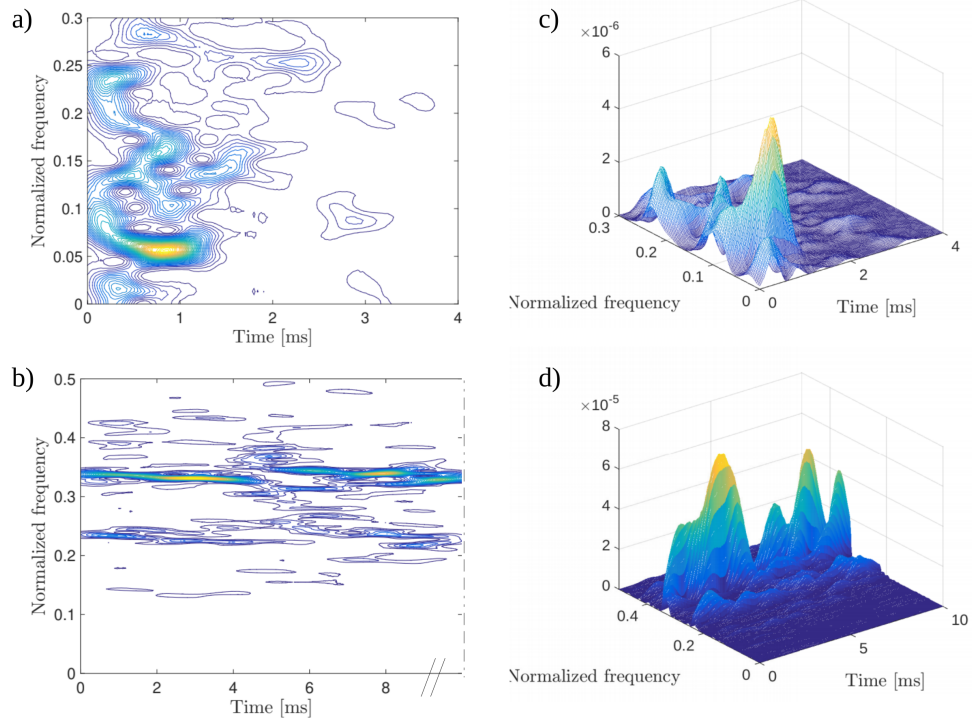 a)
0.3
0.25
0.2
0.15
0.1
0.05
0
Normalized frequency
0 1 2 3 4
Time [ms]
c)
×10-6
6
4
2
0
0.3
0.2
0.1
0
0
2
4
Normalized frequency
Time [ms]
b)
0.5
0.4
0.3
0.2
0.1
0
Normalized frequency
0 2 4 6 8
Time [ms]
d)
×10-5
8
6
4
2
0
0.4
0.2
0
0
5
10
Normalized frequency
Time [ms]